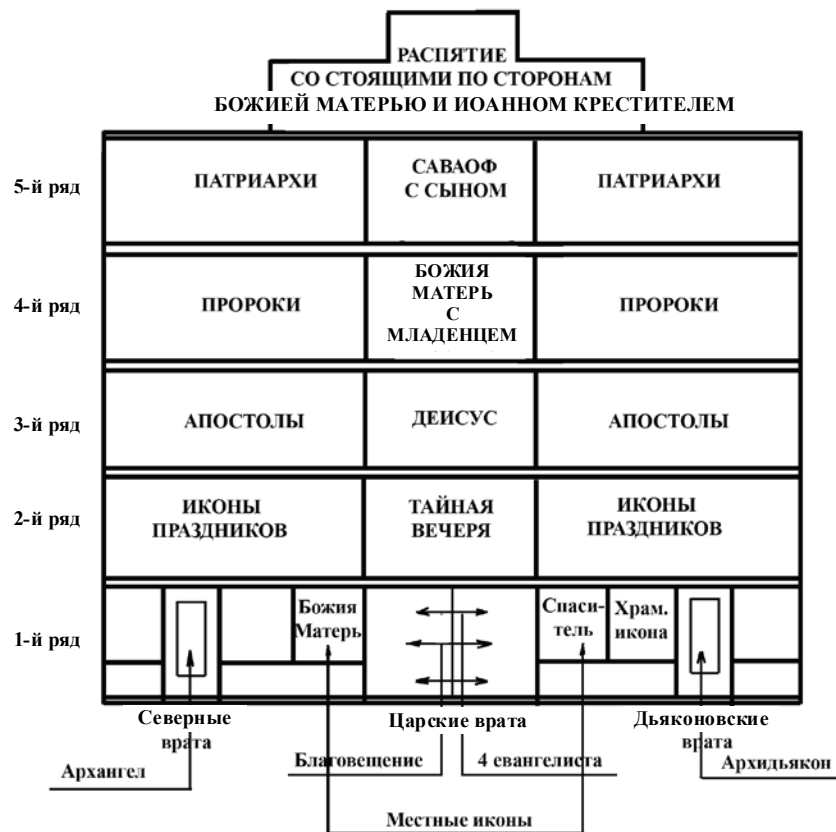 РАСПЯТИЕ
СО СТОЯЩИМИ ПО СТОРОНАМ
БОЖИЕЙ МАТЕРЬЮ И ИОАННОМ КРЕСТИТЕЛЕМ
5-й ряд
ПАТРИАРХИ
САВАОФ
С СЫНОМ
ПАТРИАРХИ
4-й ряд
ПРОРОКИ
БОЖИЯ
МАТЕРЬ
С
МЛАДЕНЦЕМ
ПРОРОКИ
3-й ряд
АПОСТОЛЫ
ДЕИСУС
АПОСТОЛЫ
2-й ряд
ИКОНЫ
ПРАЗДНИКОВ
ТАЙНАЯ
ВЕЧЕРЯ
ИКОНЫ
ПРАЗДНИКОВ
1-й ряд
Божия
Матерь
Спаси-
тель
Храм.
икона
Северные
врата
Царские врата
Дьяконовские
врата
Архангел
Благовещение
4 евангелиста
Архидьякон
Местные иконы